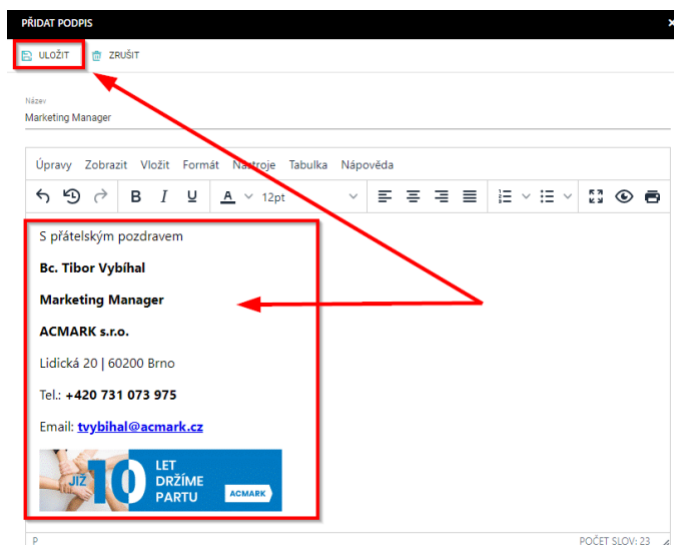 PŘIDAT PODPIS
ULOŽIT ZRUŠIT
Název
Marketing Manager
Úpravy Zobrazit Vložit Formát Nástroje Tabulka Nápověda
B I U A 12pt
S přátelským pozdravem
Bc. Tibor Vybíhal
Marketing Manager
ACMARK s.r.o.
Lidická 20 | 60200 Brno
Tel.: +420 731 073 975
Email: tvybihal@acmark.cz
JIŽ 10 LET
DRŽÍME
PARTU ACMARK
P POČET SLOV: 23